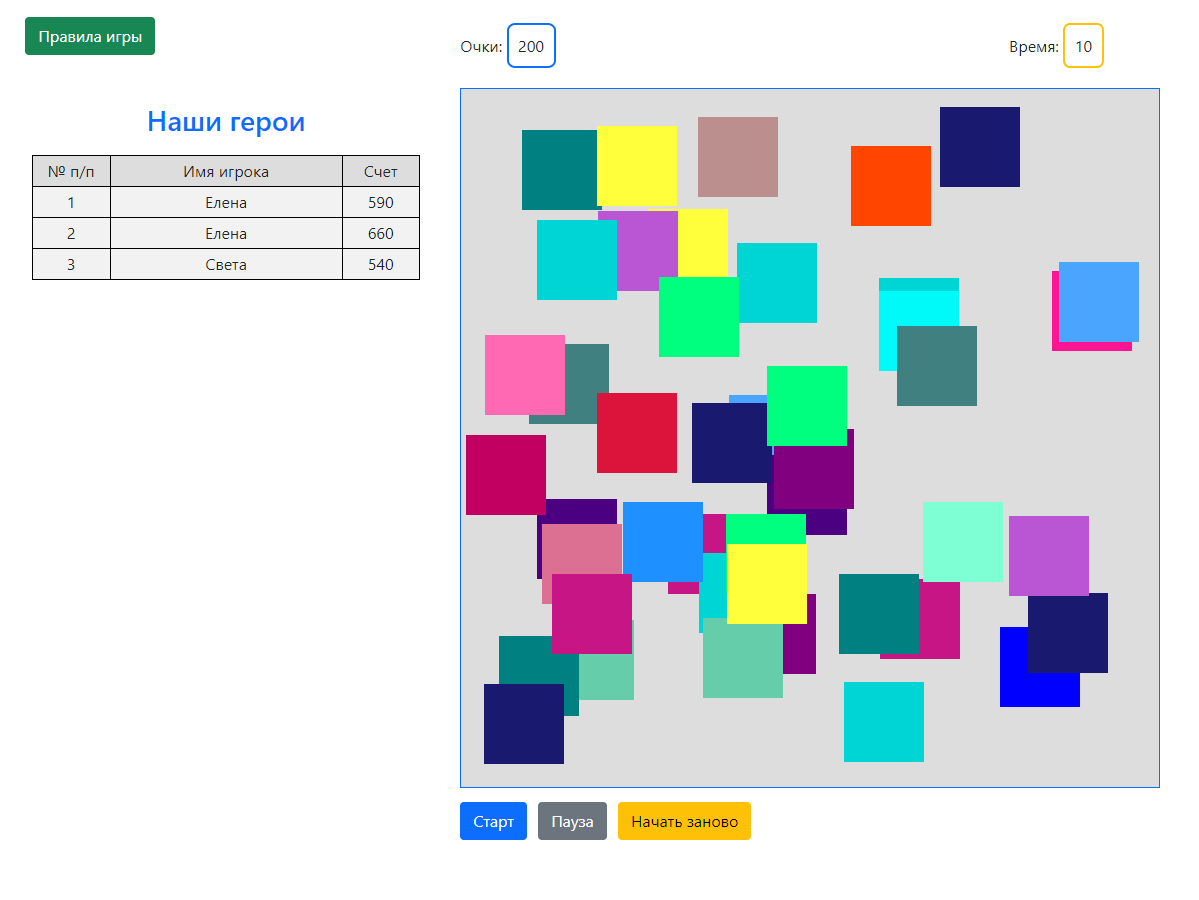 Правила игры
Очки: 200
Время: 10
Наши герои
№ п/п Имя игрока Счет
1 Елена 590
2 Елена 660
3 Света 540
Старт Пауза Начать заново